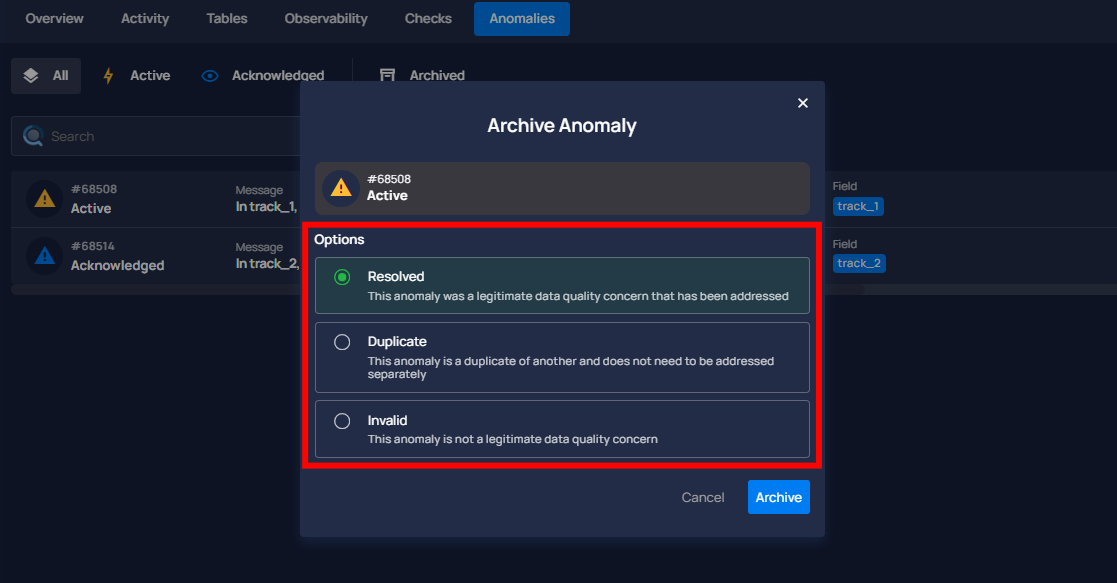 Overview Activity Tables Observability Checks Anomalies
All Active Acknowledged Archived
Search
Archive Anomaly
#68508
Active
Options
Resolved
This anomaly was a legitimate data quality concern that has been addressed
Duplicate
This anomaly is a duplicate of another and does not need to be addressed
separately
Invalid
This anomaly is not a legitimate data quality concern
Cancel Archive
#68508
Active
Message
In track_1,
Field
track_1
#68514
Acknowledged
Message
In track_2,
Field
track_2